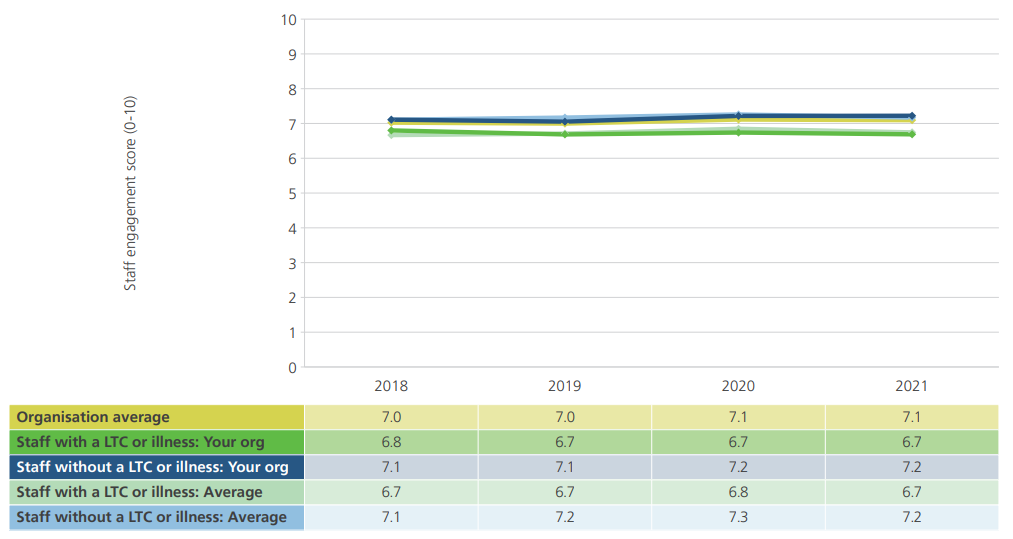 10
9
8
7
6
5
4
3
2
1
0
Staff engagement score (0-10)
2018 2019 2020 2021
Organisation average 7.0 7.0 7.1 7.1
Staff with a LTC or illness: Your org 6.8 6.7 6.7 6.7
Staff without a LTC or illness: Your org 7.1 7.1 7.2 7.2
Staff with a LTC or illness: Average 6.7 6.7 6.8 6.7
Staff without a LTC or illness: Average 7.1 7.2 7.3 7.2